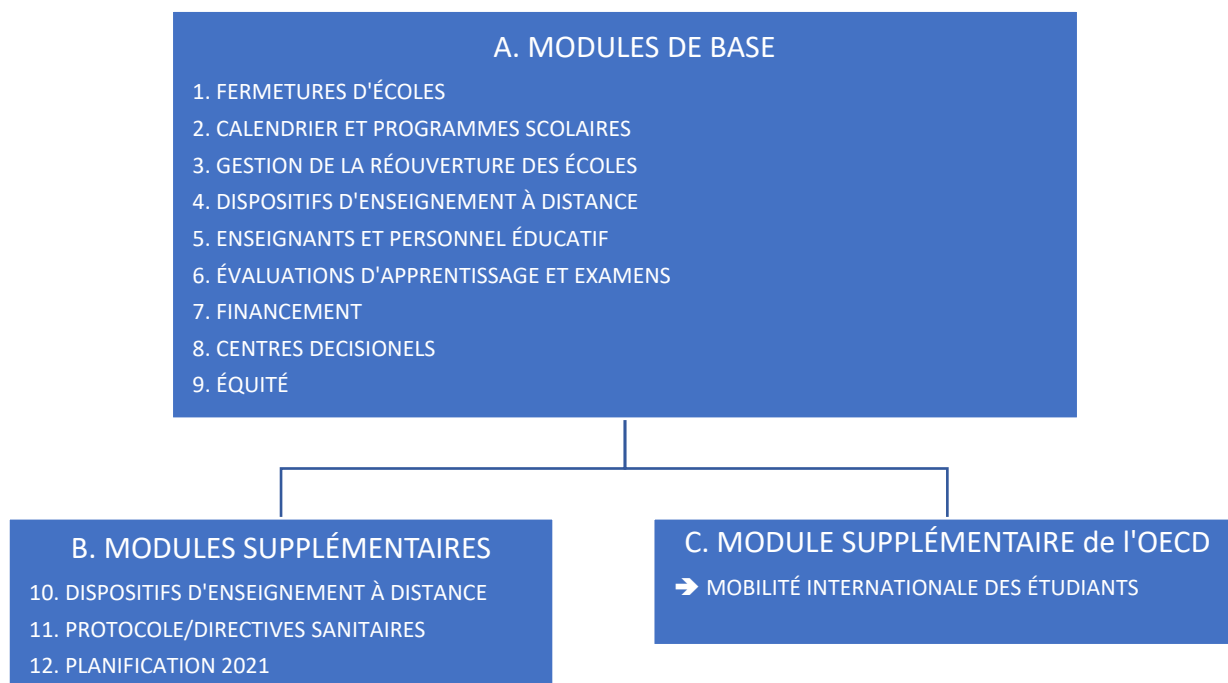 A. MODULES DE BASE
1. FERMETURES D'ÉCOLES
2. CALENDRIER ET PROGRAMMES SCOLAIRES
3. GESTION DE LA RÉOUVERTURE DES ÉCOLES
4. DISPOSITIFS D'ENSEIGNEMENT À DISTANCE
5. ENSEIGNANTS ET PERSONNEL ÉDUCATIF
6. ÉVALUATIONS D'APPRENTISSAGE ET EXAMENS
7. FINANCEMENT
8. CENTRES DECISIONELS
9. ÉQUITÉ
B. MODULES SUPPLÉMENTAIRES
10. DISPOSITIFS D'ENSEIGNEMENT À DISTANCE
11. PROTOCOLE/DIRECTIVES SANITAIRES
12. PLANIFICATION 2021
C. MODULE SUPPLÉMENTAIRE de l'OECD
➔ MOBILITÉ INTERNATIONALE DES ÉTUDIANTS